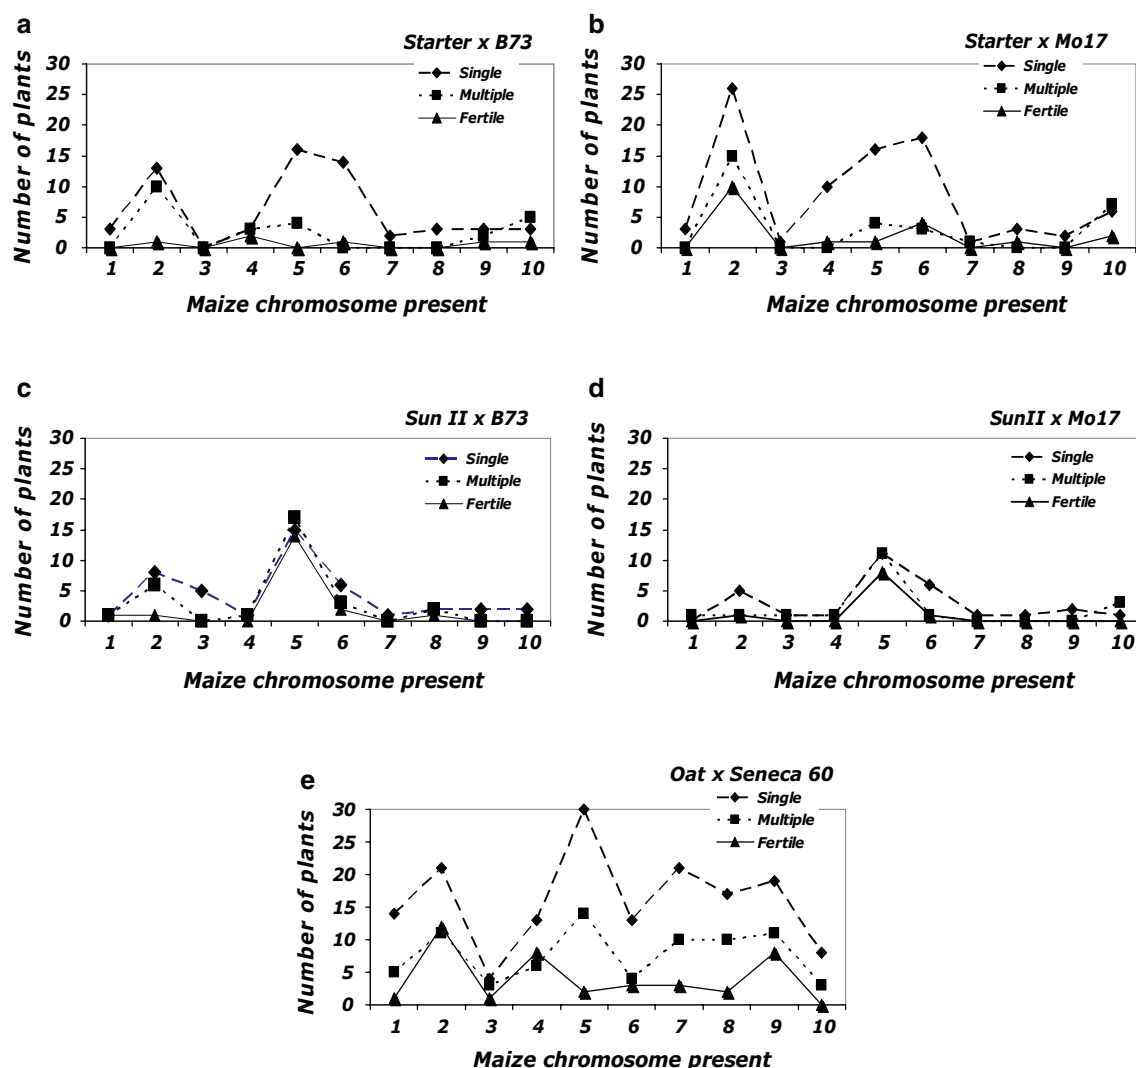 a
Starter x B73
Number of plants
30
25
20
15
10
5
0
Single
Multiple
Fertile
1 2 3 4 5 6 7 8 9 10
Maize chromosome present
b
Starter x Mo17
Number of plants
30
25
20
15
10
5
0
Single
Multiple
Fertile
1 2 3 4 5 6 7 8 9 10
Maize chromosome present
c
Sun II x B73
Number of plants
30
25
20
15
10
5
0
Single
Multiple
Fertile
1 2 3 4 5 6 7 8 9 10
Maize chromosome present
d
SunII x Mo17
Number of plants
30
25
20
15
10
5
0
Single
Multiple
Fertile
1 2 3 4 5 6 7 8 9 10
Maize chromosome present
e
Oat x Seneca 60
Number of plants
30
25
20
15
10
5
0
Single
Multiple
Fertile
1 2 3 4 5 6 7 8 9 10
Maize chromosome present